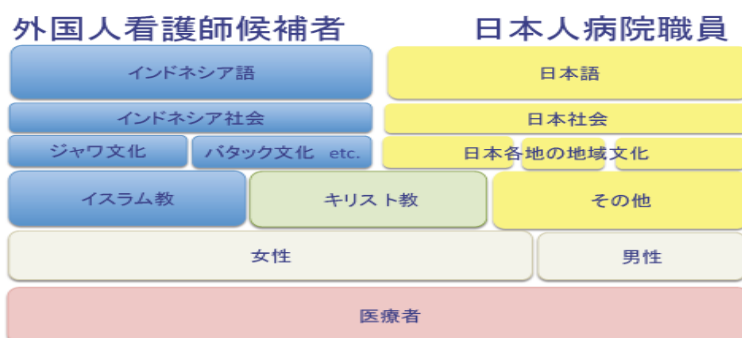 外国人看護師候補者 日本人病院職員
インドネシア語 日本語
インドネシア社会 日本社会
ジャワ文化 バタック文化 etc. 日本各地の地域文化
イスラム教 キリスト教 その他
女性 男性
医療者